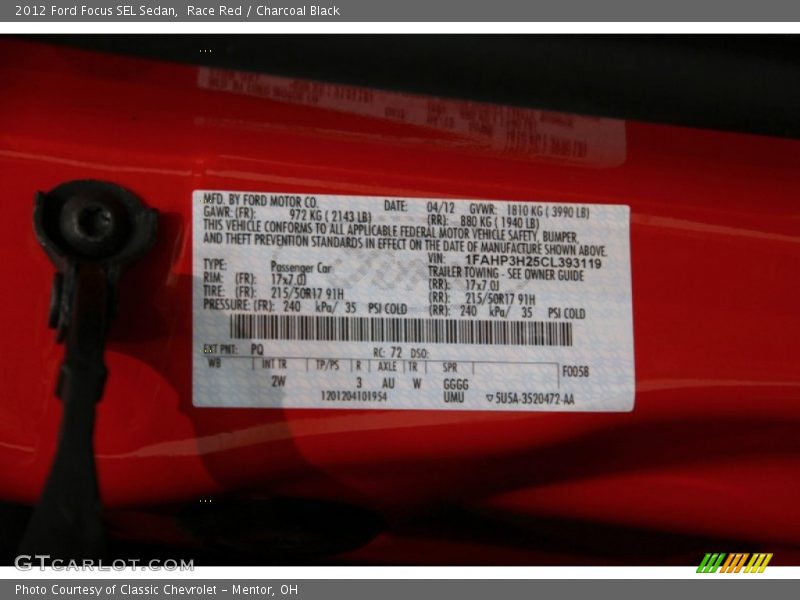 2012 Ford Focus SEL Sedan, Race Red / Charcoal Black
MFD. BY FORD MOTOR CO. DATE: 04/12 GVWR: 1810 KG ( 3990 LB)
GAWR: (FR): 972 KG ( 2143 LB) (RR): 880 KG ( 1940 LB)
THIS VEHICLE CONFORMS TO ALL APPLICABLE FEDERAL MOTOR VEHICLE SAFETY, BUMPER,
AND THEFT PREVENTION STANDARDS IN EFFECT ON THE DATE OF MANUFACTURE SHOWN ABOVE.
VIN: 1FAHP3H25CL393119
TYPE: Passenger Car TRAILER TOWING - SEE OWNER GUIDE
RIM: (FR): 17x7.0J (RR): 17x7.0J
TIRE: (FR): 215/50R17 91H (RR): 215/50R17 91H
PRESSURE: (FR): 240 kPa/ 35 PSI COLD (RR): 240 kPa/ 35 PSI COLD
EXT PNT: PQ RC: 72 DSO:
WB INT TR TP/PS R AXLE TR SPR F0058
2W 3 AU W GGGG
1201204101954 UMU ▽ 5U5A-3520472-AA
GTCarLot.com
Photo Courtesy of Classic Chevrolet - Mentor, OH